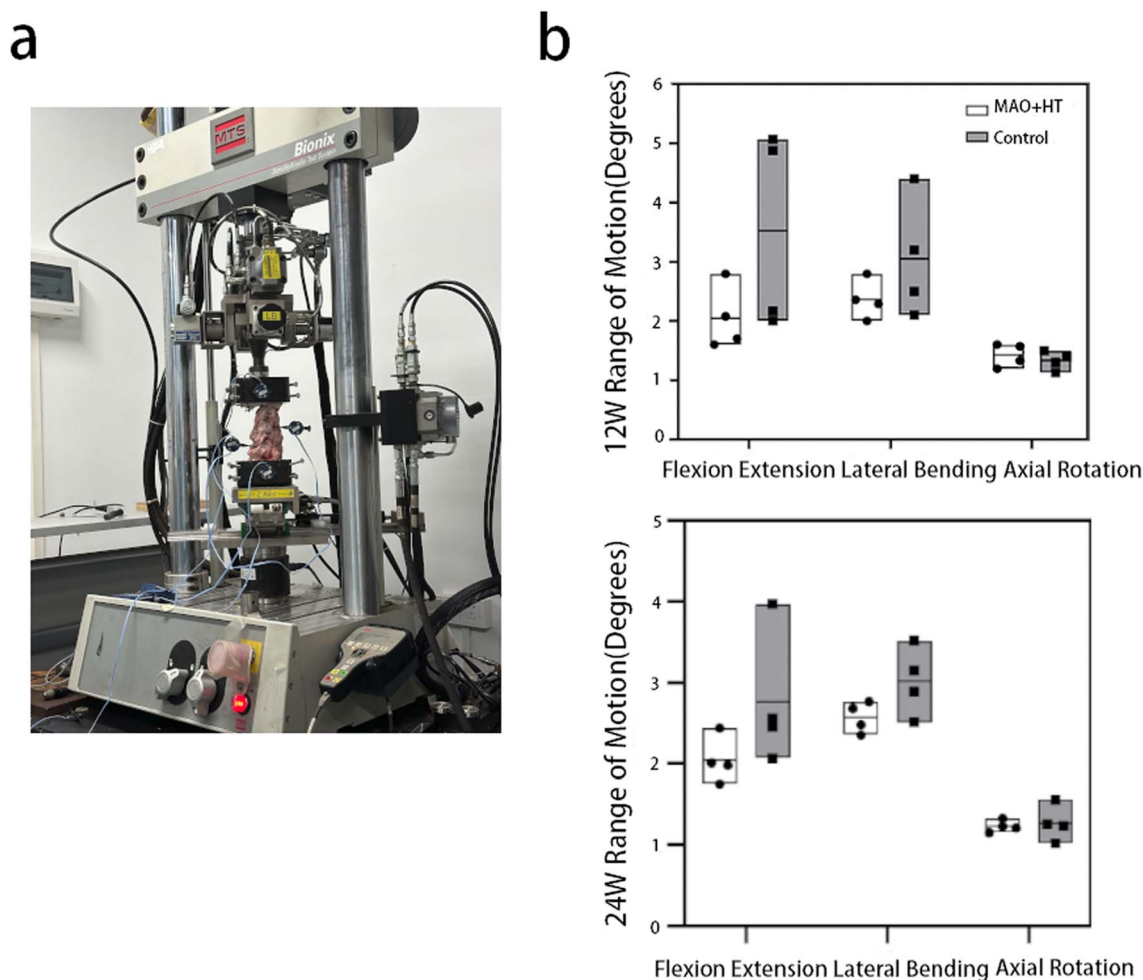 a
b
MTS
Bionix
LB
12W Range of Motion(Degrees)
6
5
4
3
2
1
0
MAO+HT
Control
Flexion Extension Lateral Bending Axial Rotation
24W Range of Motion(Degrees)
5
4
3
2
1
0
Flexion Extension Lateral Bending Axial Rotation